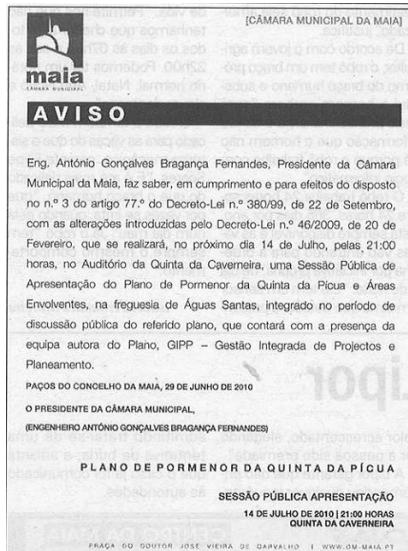 [CÂMARA MUNICIPAL DA MAIA]
maia
CÂMARA MUNICIPAL
AVISO
Eng. António Gonçalves Bragança Fernandes, Presidente da Câmara
Municipal da Maia, faz saber, em cumprimento e para efeitos do disposto
no n.º 3 do artigo 77.º do Decreto-Lei n.º 380/99, de 22 de Setembro,
com as alterações introduzidas pelo Decreto-Lei n.º 46/2009, de 20 de
Fevereiro, que se realizará, no próximo dia 14 de Julho, pelas 21:00
horas, no Auditório da Quinta da Caverneira, uma Sessão Pública de
Apresentação do Plano de Pormenor da Quinta da Pícua e Áreas
Envolventes, na freguesia de Águas Santas, integrado no período de
discussão pública do referido plano, que contará com a presença da
equipa autora do Plano, GIPP – Gestão Integrada de Projectos e
Planeamento.
PAÇOS DO CONCELHO DA MAIA, 29 DE JUNHO DE 2010
O PRESIDENTE DA CÂMARA MUNICIPAL,
(ENGENHEIRO ANTÓNIO GONÇALVES BRAGANÇA FERNANDES)
PLANO DE PORMENOR DA QUINTA DA PÍCUA
SESSÃO PÚBLICA APRESENTAÇÃO
14 DE JULHO DE 2010 | 21:00 HORAS
QUINTA DA CAVERNEIRA
PRAÇA DO DOUTOR JOSÉ VIEIRA DE CARVALHO | WWW.CM-MAIA.PT